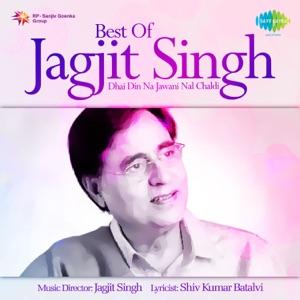 RP - Sanjiv Goenka
Group
SAREGAMA
Best Of
Jagjit Singh
Dhai Din Na Jawani Nal Chaldi
Music Director: Jagjit Singh Lyricist: Shiv Kumar Batalvi